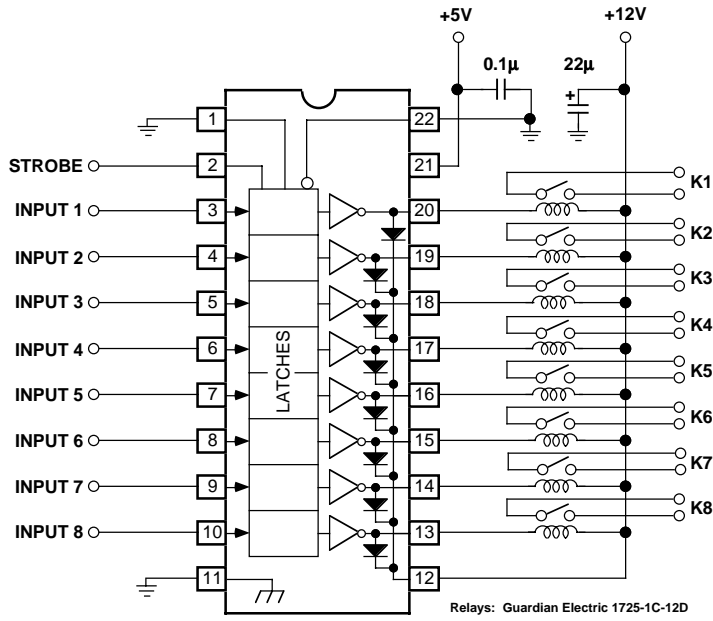 +5V +12V
0.1µ 22µ
+
1 22
STROBE 2 21
K1
INPUT 1 3 20
K2
INPUT 2 4 19
K3
INPUT 3 5 18
K4
INPUT 4 6 17
LATCHES
K5
INPUT 5 7 16
K6
INPUT 6 8 15
K7
INPUT 7 9 14
K8
INPUT 8 10 13
11 12
Relays: Guardian Electric 1725-1C-12D